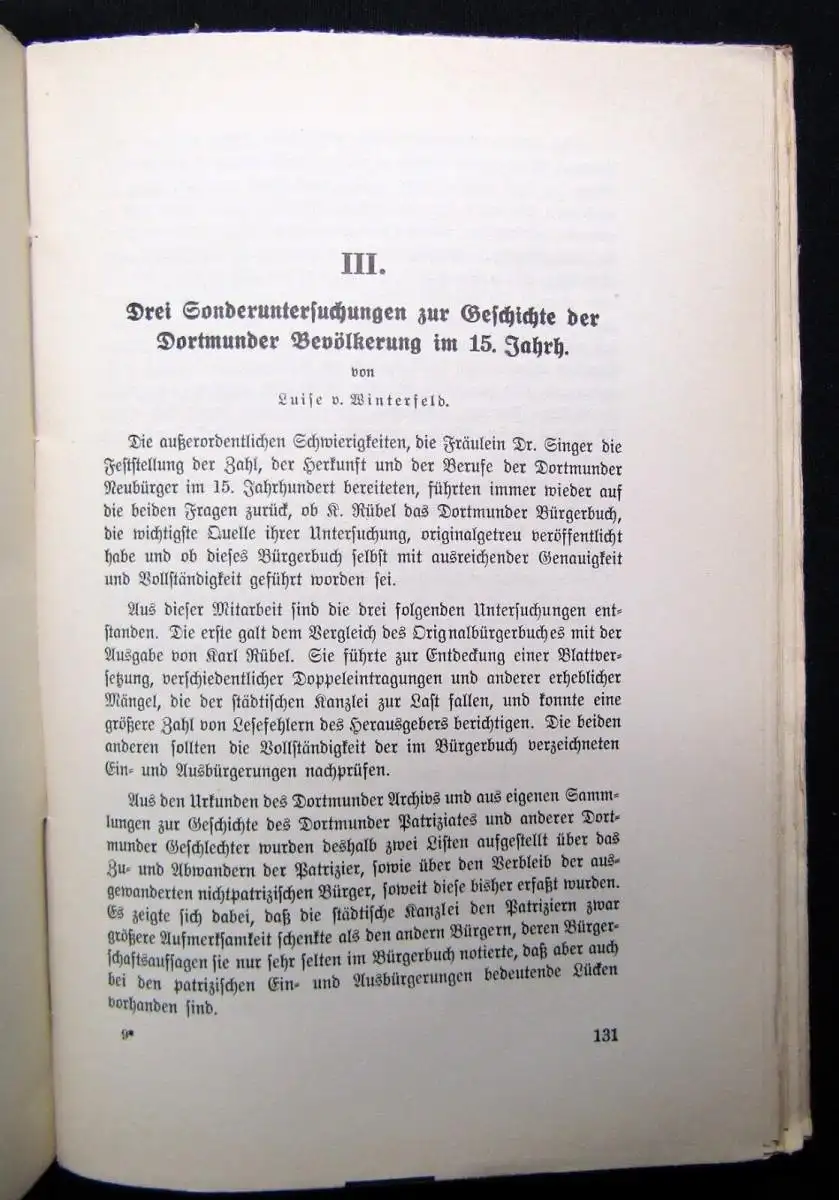 III.
Drei Sonderuntersuchungen zur Geschichte der
Dortmunder Bevölkerung im 15. Jahrh.
von
Luise v. Winterfeld.
Die außerordentlichen Schwierigkeiten, die Fräulein Dr. Singer die
Feststellung der Zahl, der Herkunft und der Berufe der Dortmunder
Neubürger im 15. Jahrhundert bereiteten, führten immer wieder auf
die beiden Fragen zurück, ob K. Rübel das Dortmunder Bürgerbuch,
die wichtigste Quelle ihrer Untersuchung, originalgetreu veröffentlicht
habe und ob dieses Bürgerbuch selbst mit ausreichender Genauigkeit
und Vollständigkeit geführt worden sei.
Aus dieser Mitarbeit sind die drei folgenden Untersuchungen ent-
standen. Die erste galt dem Vergleich des Orignalbürgerbuches mit der
Ausgabe von Karl Rübel. Sie führte zur Entdeckung einer Blattver-
setzung, verschiedentlicher Doppeleintragungen und anderer erheblicher
Mängel, die der städtischen Kanzlei zur Last fallen, und konnte eine
größere Zahl von Lesefehlern des Herausgebers berichtigen. Die beiden
anderen sollten die Vollständigkeit der im Bürgerbuch verzeichneten
Ein- und Ausbürgerungen nachprüfen.
Aus den Urkunden des Dortmunder Archivs und aus eigenen Samm-
lungen zur Geschichte des Dortmunder Patriziates und anderer Dort-
munder Geschlechter wurden deshalb zwei Listen aufgestellt über das
Zu- und Abwandern der Patrizier, sowie über den Verbleib der aus-
gewanderten nichtpatrizischen Bürger, soweit diese bisher erfaßt wurden.
Es zeigte sich dabei, daß die städtische Kanzlei den Patriziern zwar
größere Aufmerksamkeit schenkte als den andern Bürgern, deren Bürger-
schaftsaufsagen sie nur sehr selten im Bürgerbuch notierte, daß aber auch
bei den patrizischen Ein- und Ausbürgerungen bedeutende Lücken
vorhanden sind.
9* 131